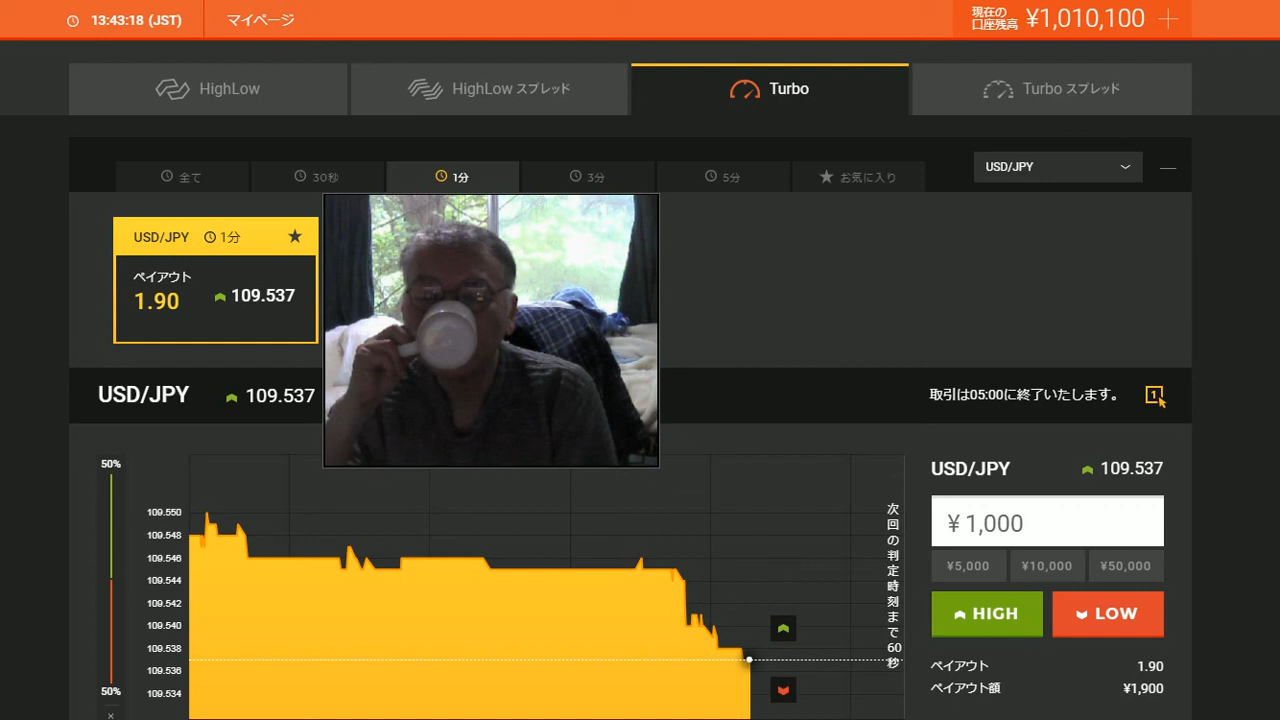 13:43:18 (JST)
マイページ
現在の
口座残高
¥1,010,100
HighLow
HighLow スプレッド
Turbo
Turbo スプレッド
全て
30秒
1分
3分
5分
お気に入り
USD/JPY
USD/JPY 1分
ペイアウト
1.90
109.537
USD/JPY 109.537
取引は05:00に終了いたします。
1
50%
50%
×
109.550
109.548
109.546
109.544
109.542
109.540
109.538
109.536
109.534
次回の判定時刻まで60秒
USD/JPY 109.537
¥ 1,000
¥5,000
¥10,000
¥50,000
HIGH
LOW
ペイアウト 1.90
ペイアウト額 ¥1,900